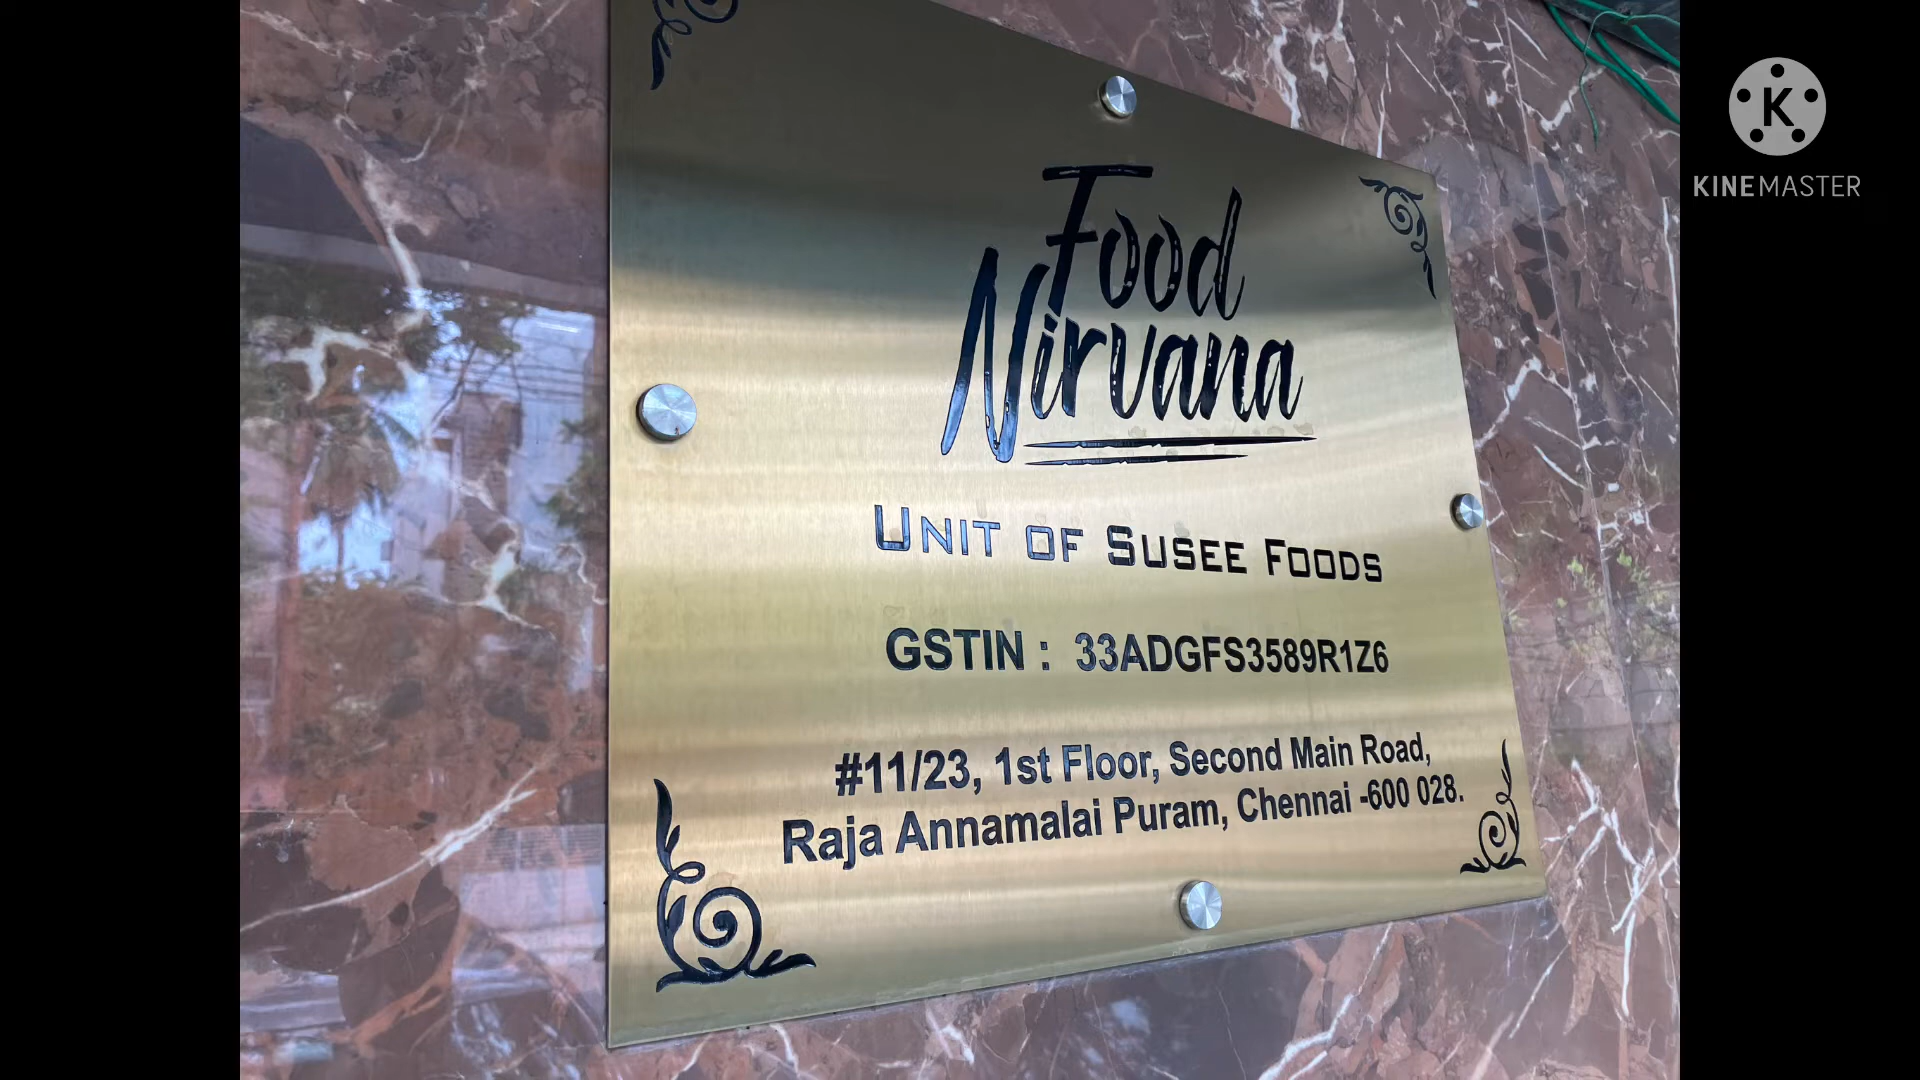 Food
Nirvana
UNIT OF SUSEE FOODS
GSTIN : 33ADGFS3589R1Z6
#11/23, 1st Floor, Second Main Road,
Raja Annamalai Puram, Chennai -600 028.
K
KINEMASTER